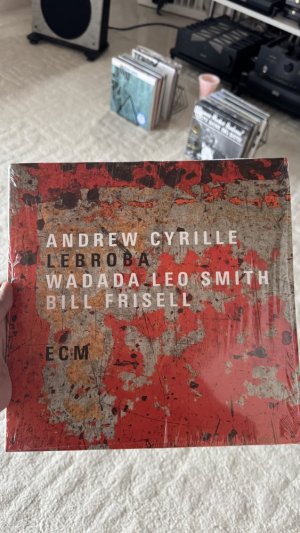 ANDREW CYRILLE
LEBROBA
WADADA LEO SMITH
BILL FRISELL
ECM